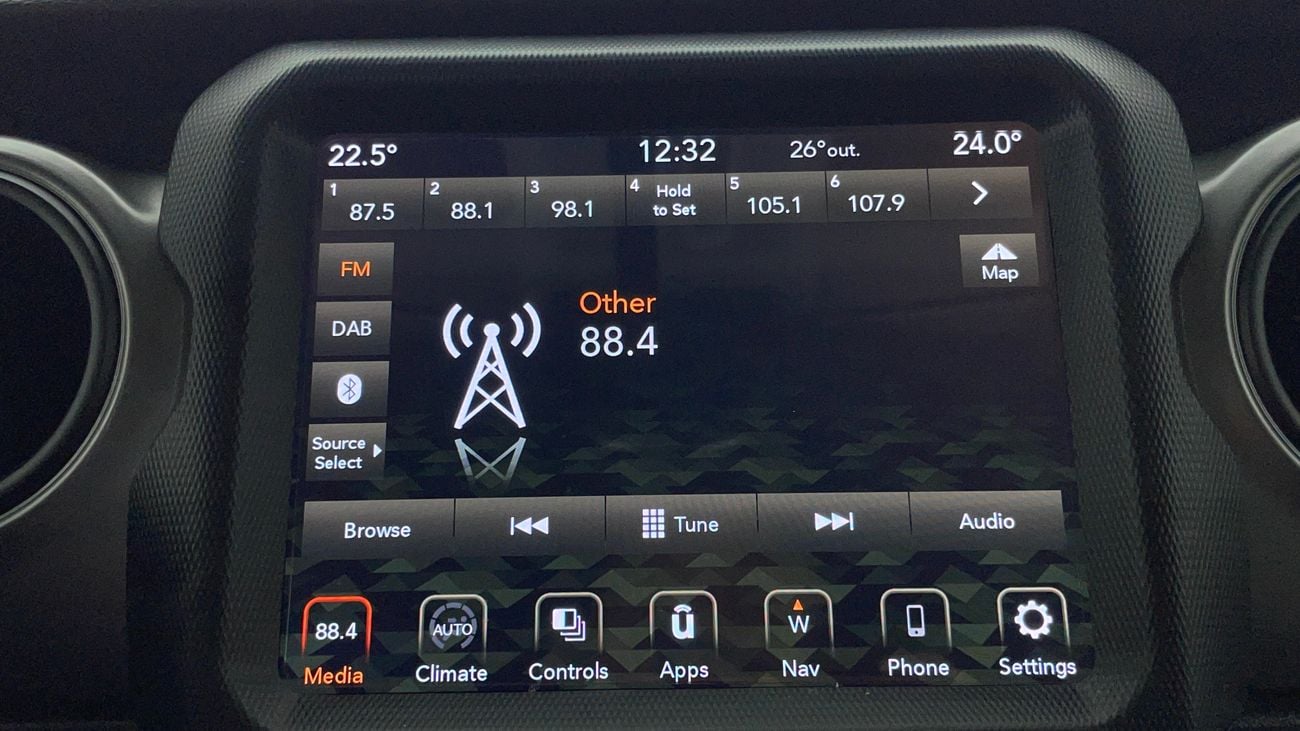 22.5° 12:32 26°out. 24.0°
1 87.5 2 88.1 3 98.1 4 Hold to Set 5 105.1 6 107.9
FM
Map
DAB
Other
88.4
Source
Select
Browse Tune Audio
88.4 AUTO û W
Media Climate Controls Apps Nav Phone Settings